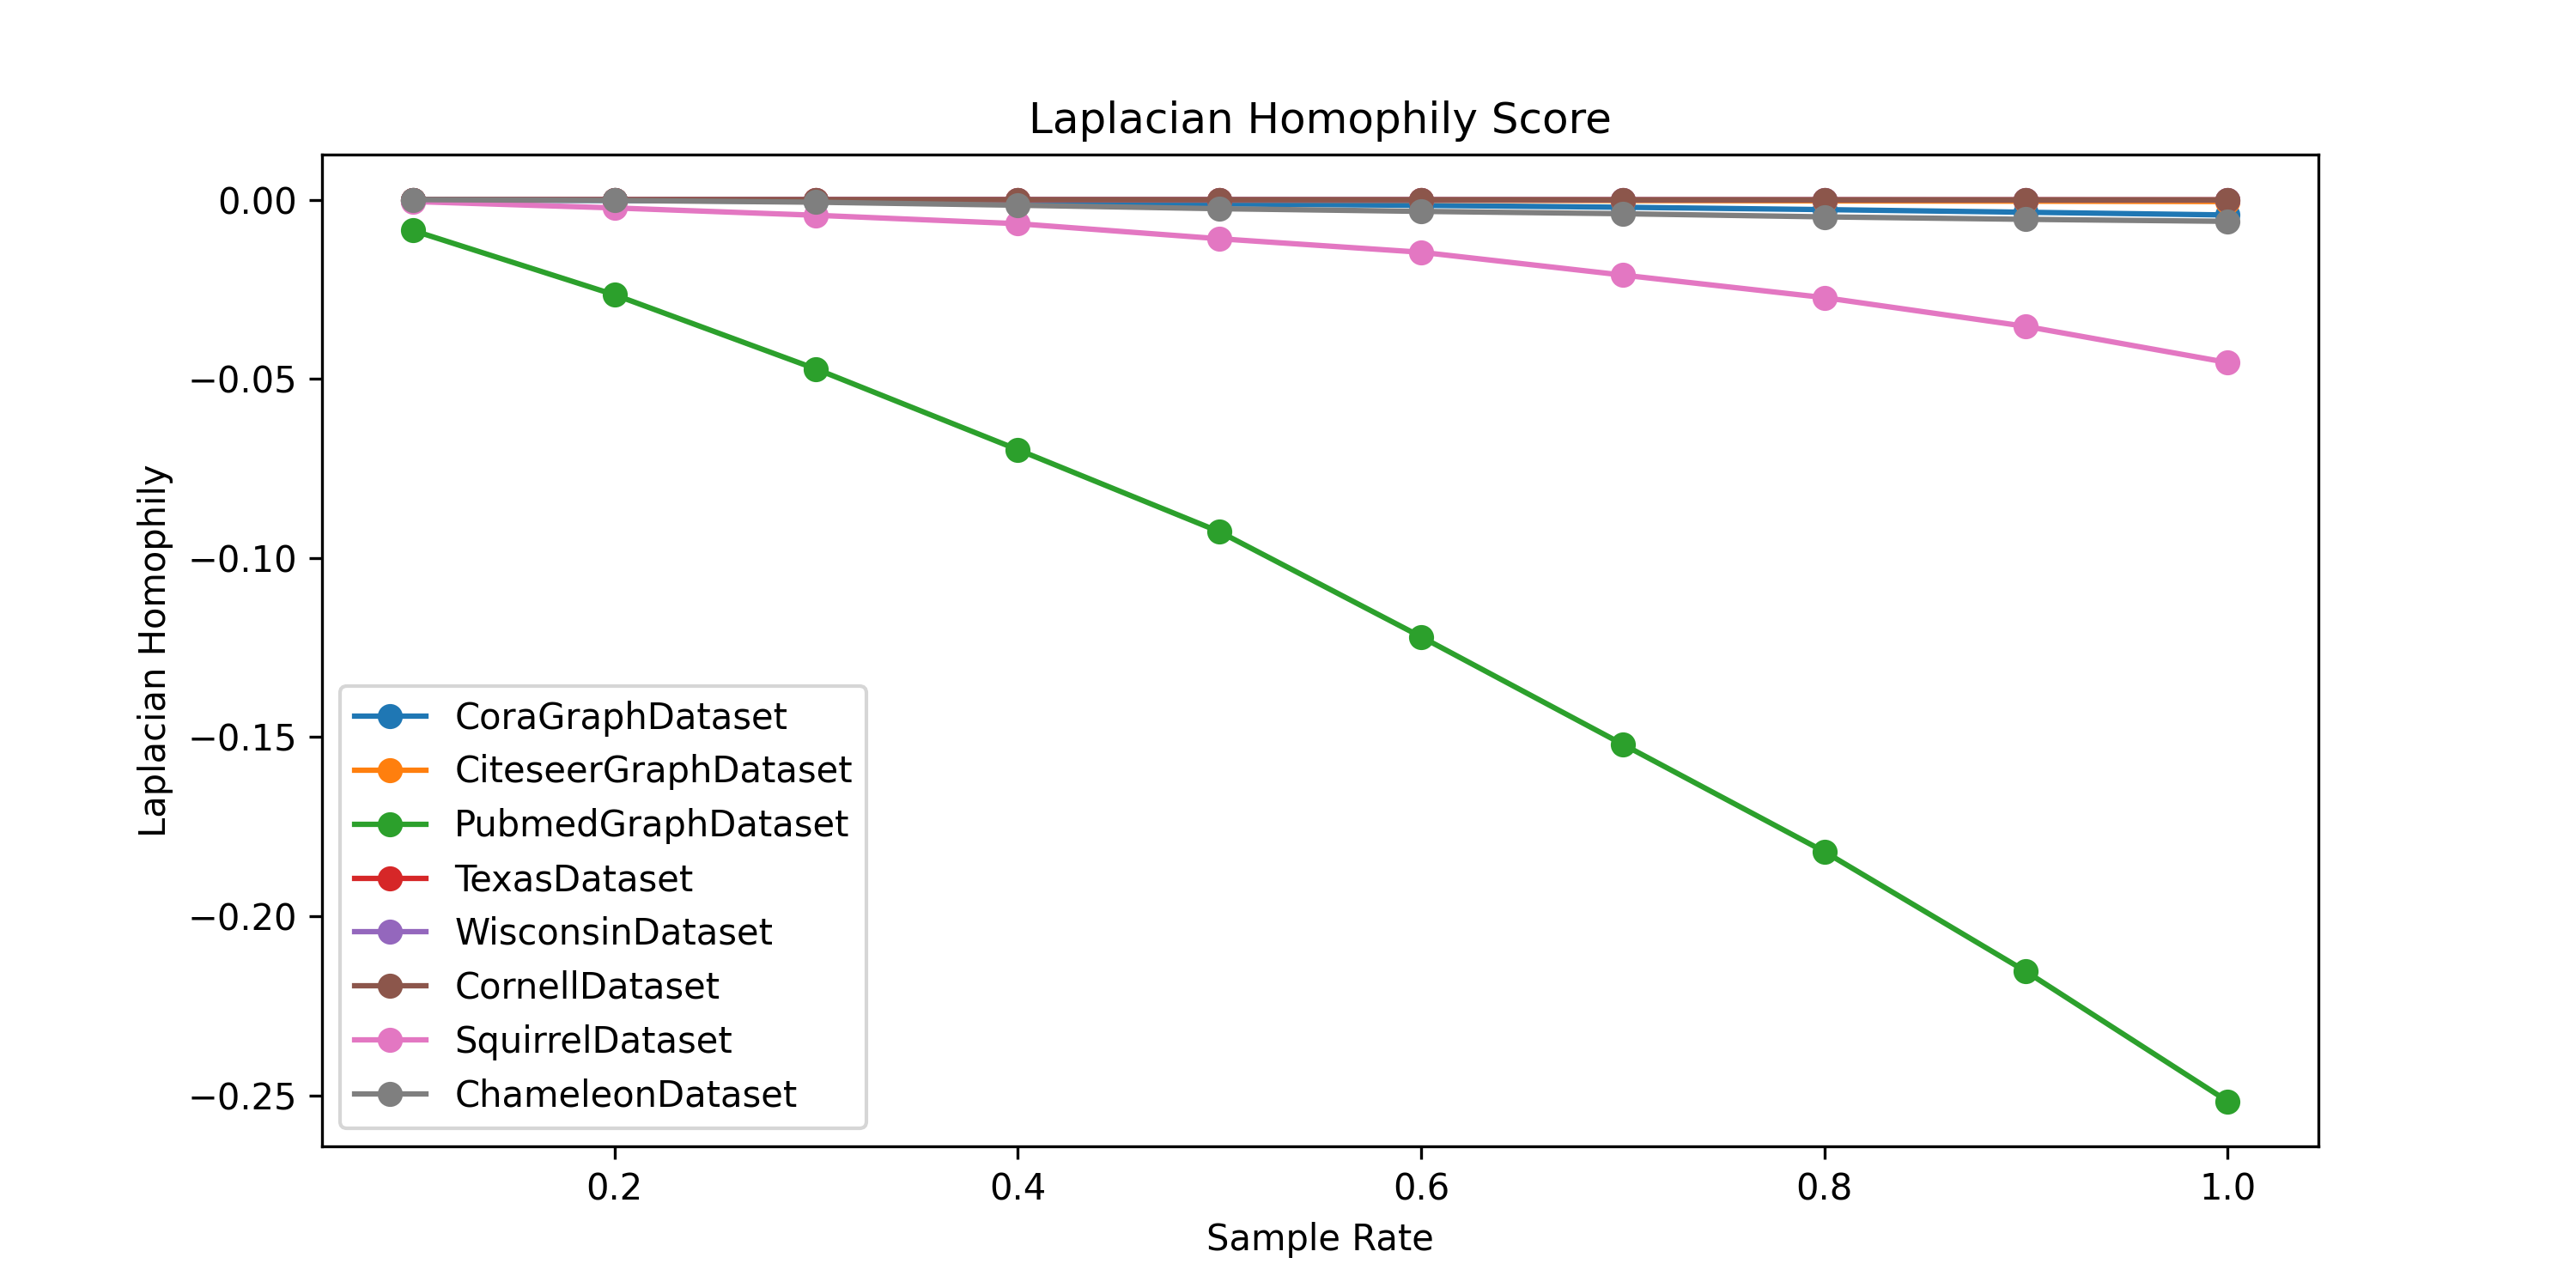 Laplacian Homophily Score
0.00
−0.05
−0.10
−0.15
−0.20
−0.25
Laplacian Homophily
CoraGraphDataset
CiteseerGraphDataset
PubmedGraphDataset
TexasDataset
WisconsinDataset
CornellDataset
SquirrelDataset
ChameleonDataset
0.2 0.4 0.6 0.8 1.0
Sample Rate